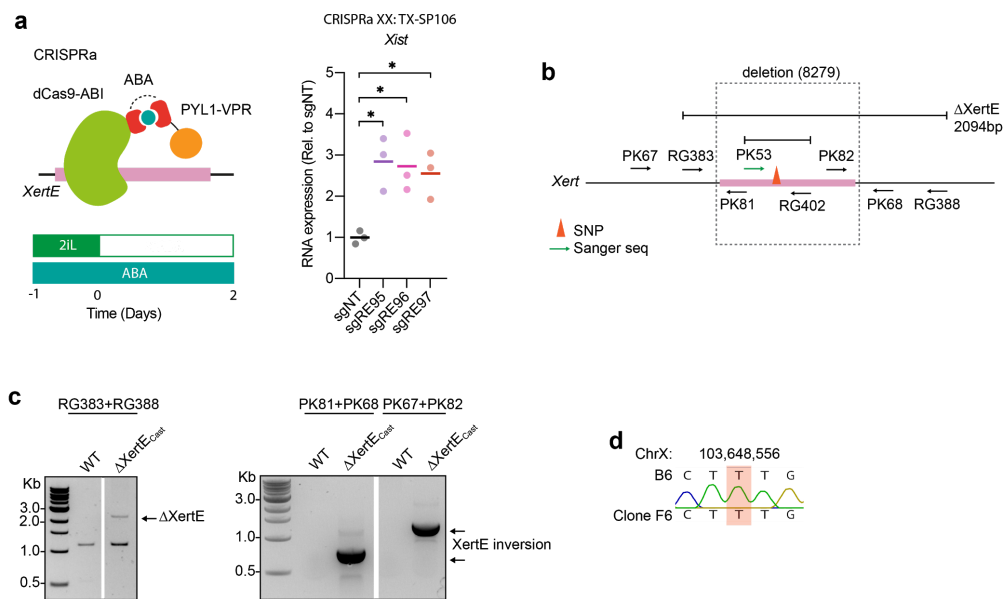 a
CRISPRa
ABA
dCas9-ABI
PYL1-VPR
XertE
2iL
ABA
-1
0
2
Time (Days)
CRISPRa XX: TX-SP106
Xist
RNA expression (Rel. to sgNT)
5
4
3
2
1
0
*
*
*
sgNT
sgRE95
sgRE96
sgRE97
b
deletion (8279)
ΔXertE
2094bp
PK67
RG383
PK53
PK82
Xert
PK81
RG402
PK68
RG388
SNP
Sanger seq
c
RG383+RG388
WT
ΔXertECast
Kb
3.0
2.0
1.0
0.5
ΔXertE
PK81+PK68
PK67+PK82
WT
ΔXertECast
WT
ΔXertECast
Kb
3.0
1.0
0.5
XertE inversion
d
ChrX: 103,648,556
B6 C T T T G
Clone F6 C T T T G